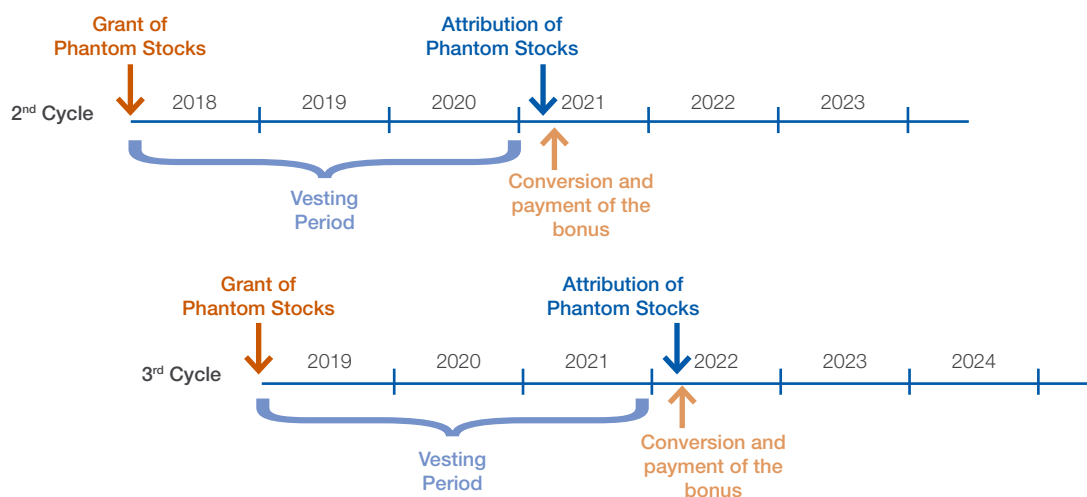 Grant of
Phantom Stocks
Attribution of
Phantom Stocks
2nd Cycle
2018
2019
2020
2021
2022
2023
Vesting
Period
Conversion and
payment of the
bonus
Grant of
Phantom Stocks
Attribution of
Phantom Stocks
3rd Cycle
2019
2020
2021
2022
2023
2024
Vesting
Period
Conversion and
payment of the
bonus